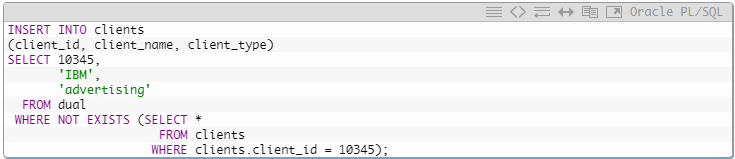 Oracle PL/SQL
INSERT INTO clients
(client_id, client_name, client_type)
SELECT 10345,
       'IBM',
       'advertising'
  FROM dual
 WHERE NOT EXISTS (SELECT *
                     FROM clients
                    WHERE clients.client_id = 10345);